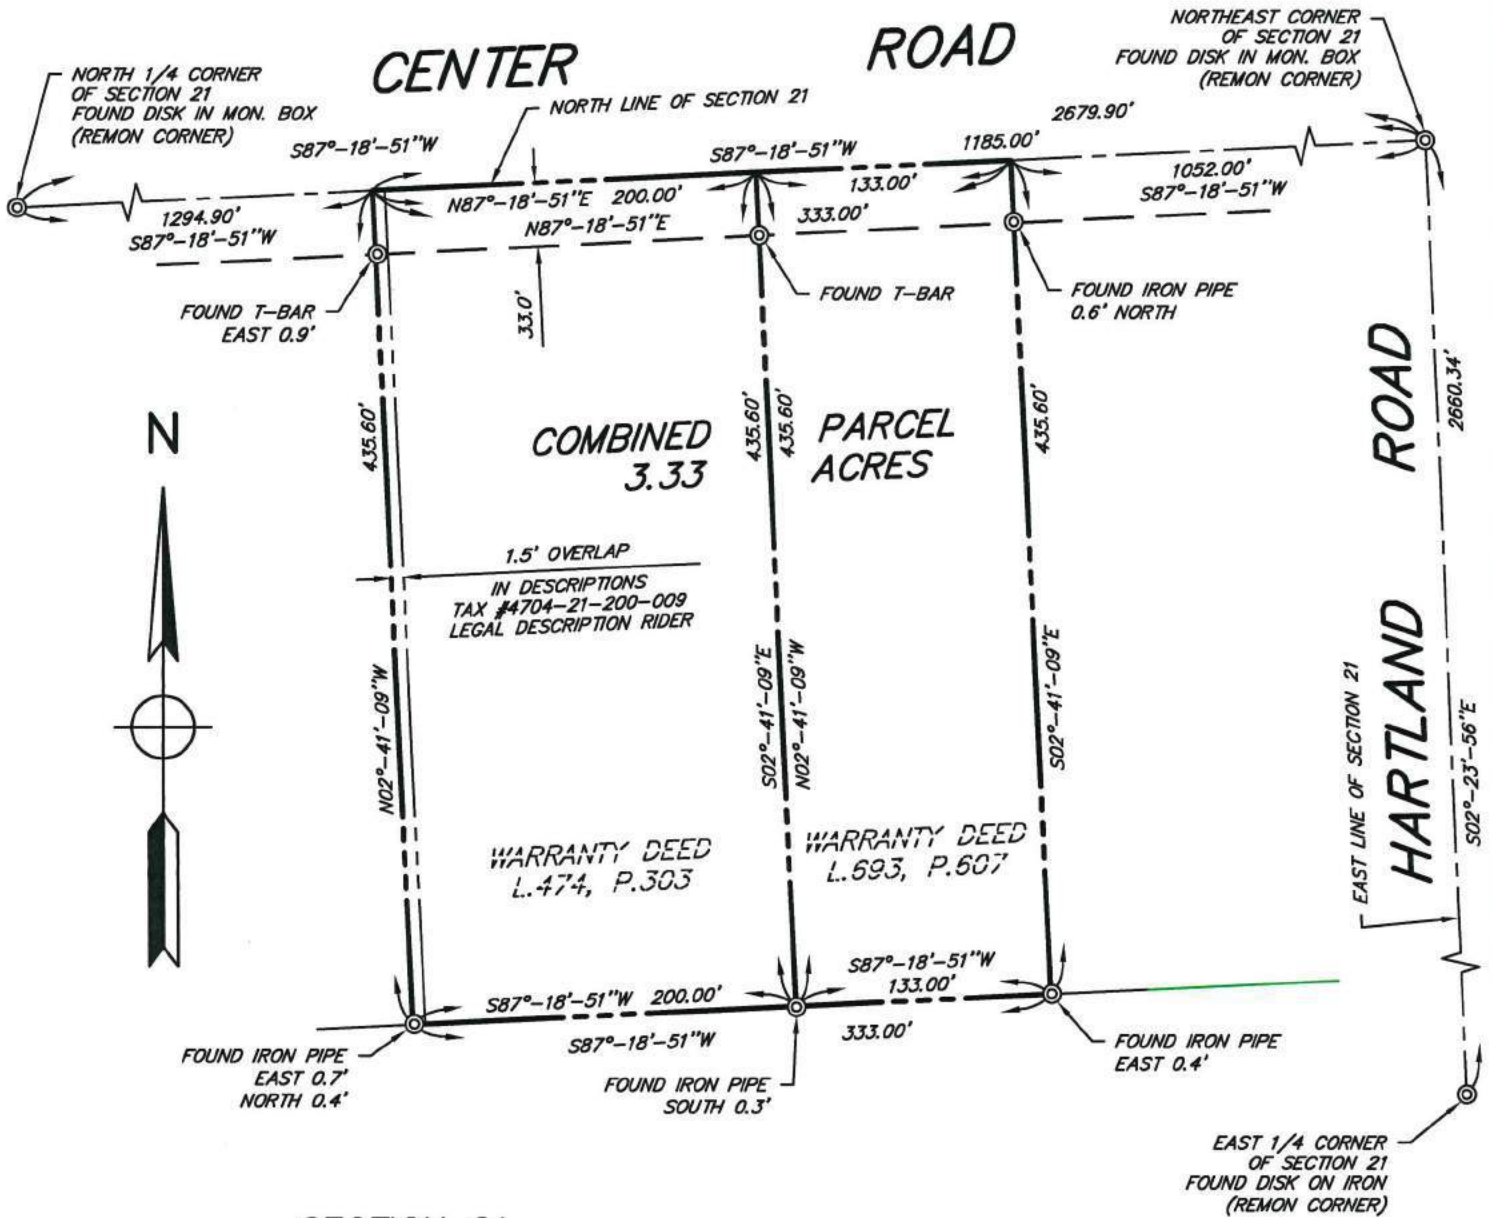 CENTER ROAD
NORTH 1/4 CORNER
OF SECTION 21
FOUND DISK IN MON. BOX
(REMON CORNER)
NORTHEAST CORNER
OF SECTION 21
FOUND DISK IN MON. BOX
(REMON CORNER)
NORTH LINE OF SECTION 21
2679.90'
S87°-18'-51"W
S87°-18'-51"W
1185.00'
1294.90'
S87°-18'-51"W
N87°-18'-51"E 200.00'
133.00'
1052.00'
S87°-18'-51"W
N87°-18'-51"E
333.00'
33.0'
FOUND T-BAR
EAST 0.9'
FOUND T-BAR
FOUND IRON PIPE
0.6' NORTH
N
435.60'
435.60'
435.60'
435.60'
COMBINED PARCEL
3.33 ACRES
1.5' OVERLAP
IN DESCRIPTIONS
TAX #4704-21-200-009
LEGAL DESCRIPTION RIDER
N02°-41'-09"W
S02°-41'-09"E
N02°-41'-09"W
S02°-41'-09"E
WARRANTY DEED
L.474, P.303
WARRANTY DEED
L.693, P.607
HARTLAND ROAD
2660.34'
S02°-23'-56"E
EAST LINE OF SECTION 21
S87°-18'-51"W 200.00'
S87°-18'-51"W
133.00'
S87°-18'-51"W
333.00'
FOUND IRON PIPE
EAST 0.7'
NORTH 0.4'
FOUND IRON PIPE
SOUTH 0.3'
FOUND IRON PIPE
EAST 0.4'
EAST 1/4 CORNER
OF SECTION 21
FOUND DISK ON IRON
(REMON CORNER)